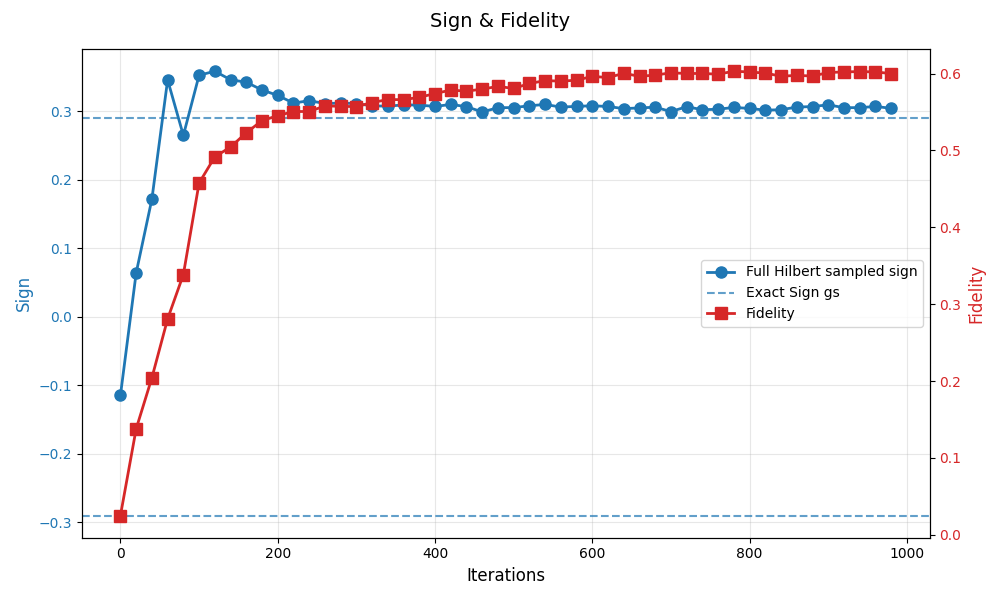 Sign & Fidelity
0.3
0.2
0.1
0.0
−0.1
−0.2
−0.3
Sign
0.6
0.5
0.4
0.3
0.2
0.1
0.0
Fidelity
Full Hilbert sampled sign
Exact Sign gs
Fidelity
0
200
400
600
800
1000
Iterations